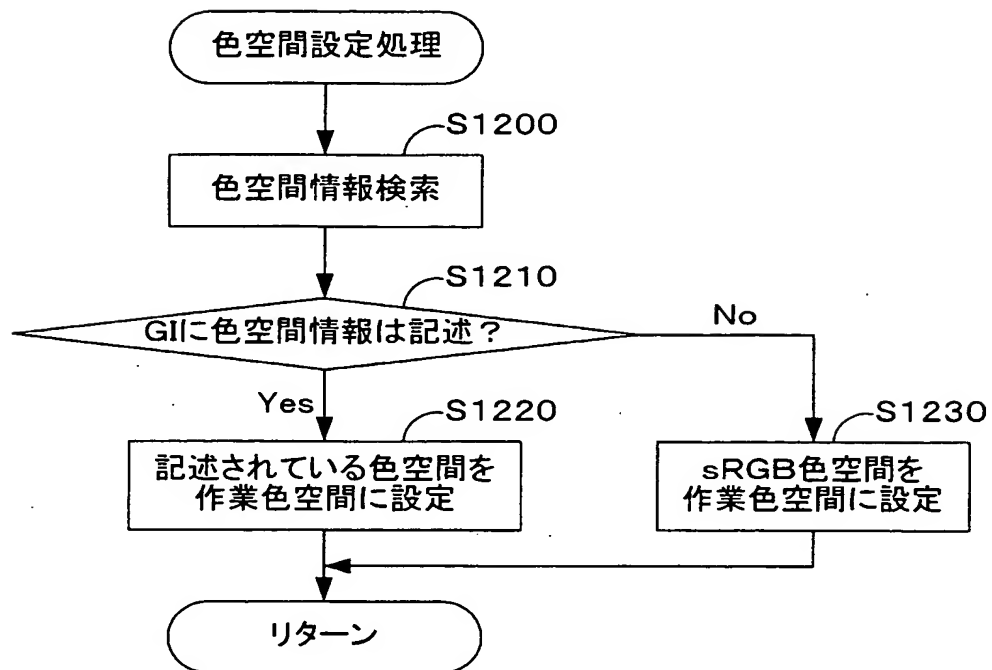 色空間設定処理
S1200
色空間情報検索
S1210
GIに色空間情報は記述？
No
Yes
S1220
記述されている色空間を
作業色空間に設定
S1230
sRGB色空間を
作業色空間に設定
リターン